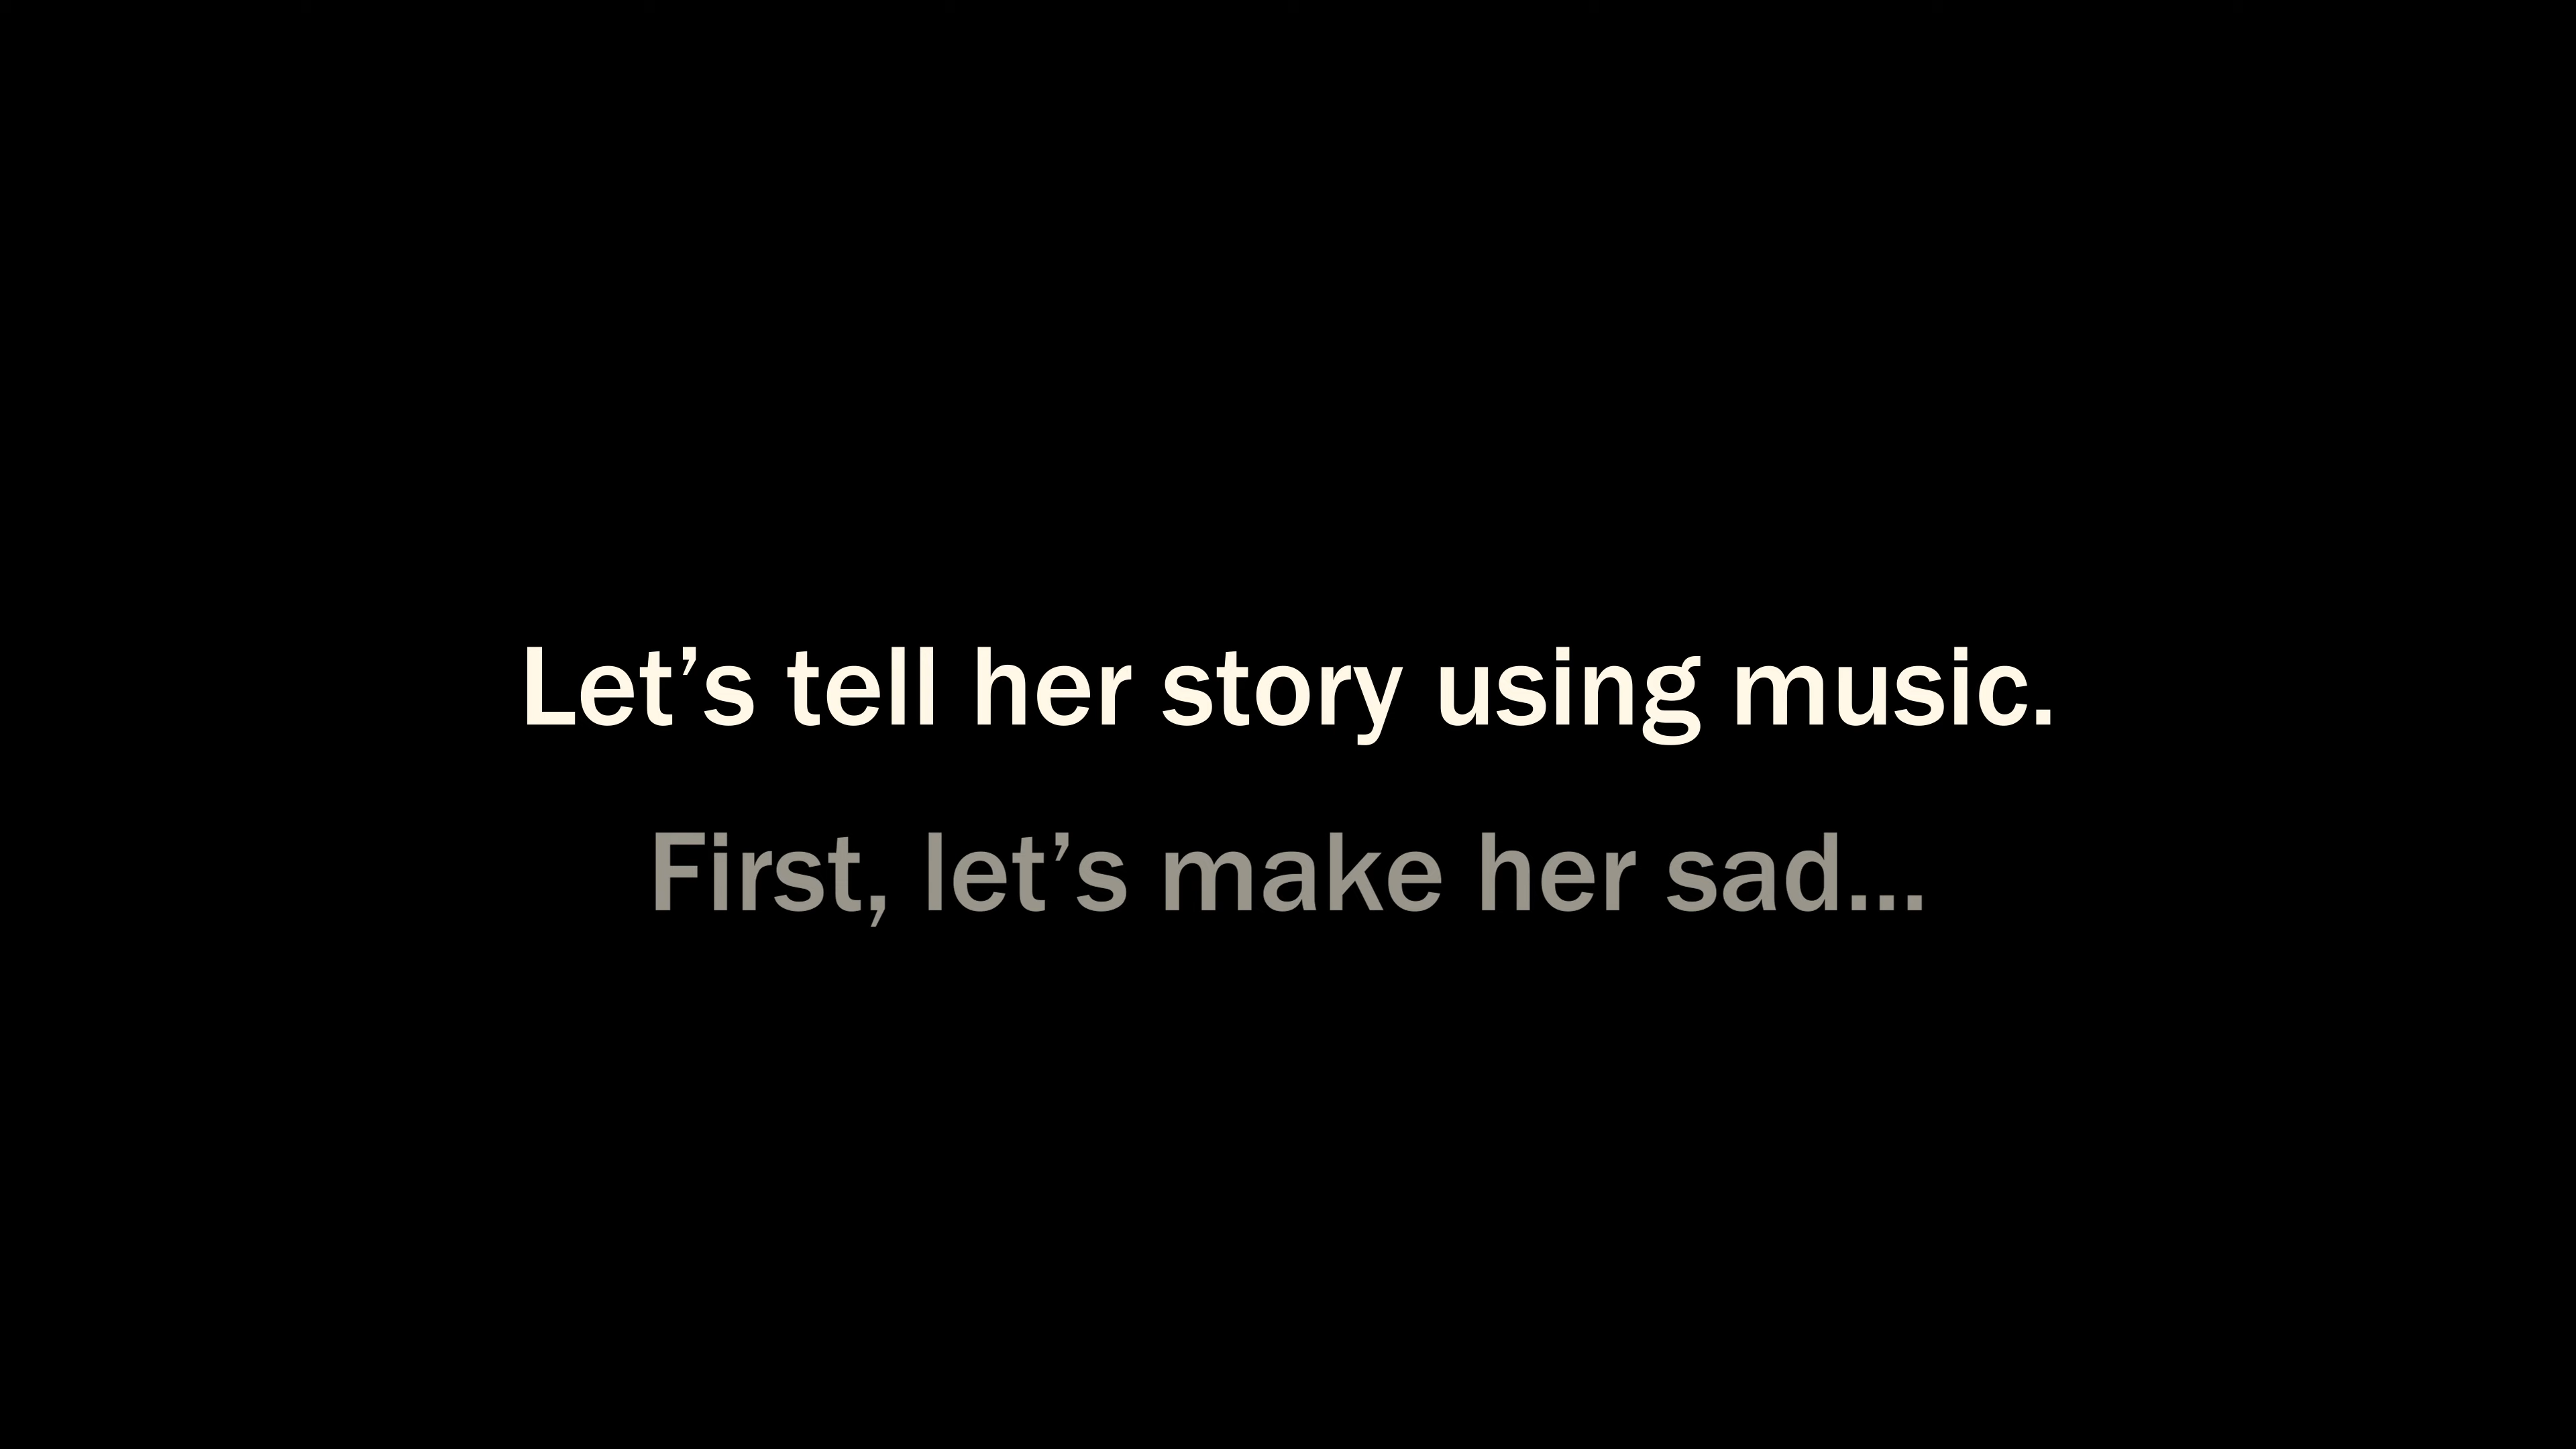 Let’s tell her story using music.
First, let’s make her sad...